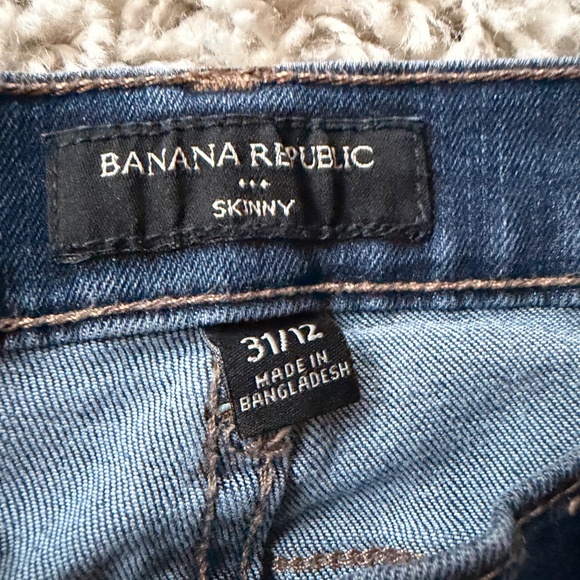 BANANA REPUBLIC
SKINNY
31/12
MADE IN
BANGLADESH